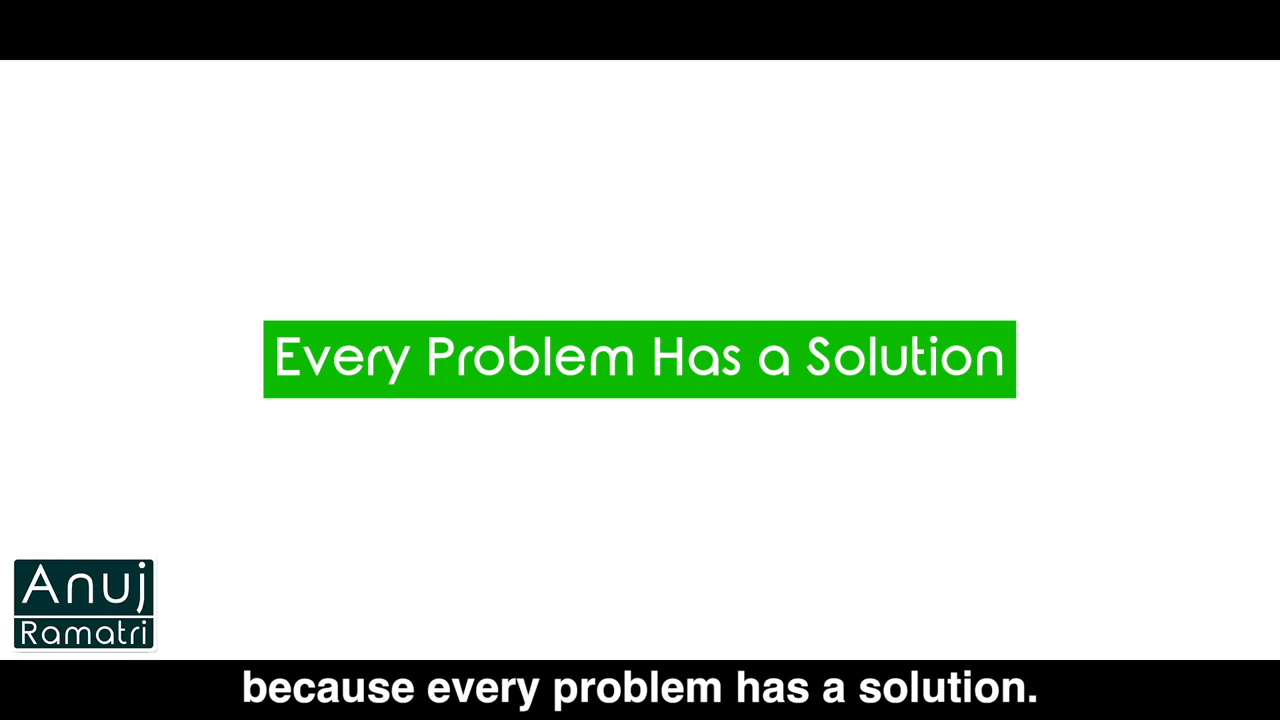 Every Problem Has a Solution
Anuj
Ramatri
because every problem has a solution.